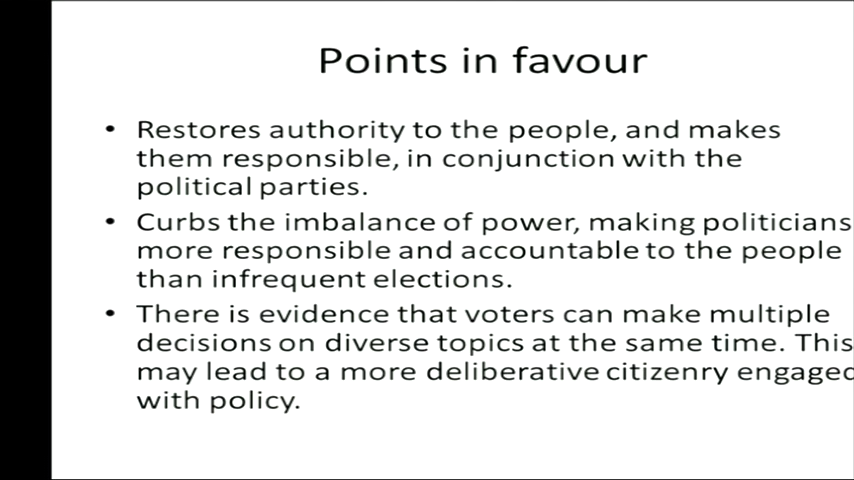 Points in favour
• Restores authority to the people, and makes
them responsible, in conjunction with the
political parties.
• Curbs the imbalance of power, making politicians
more responsible and accountable to the people
than infrequent elections.
• There is evidence that voters can make multiple
decisions on diverse topics at the same time. This
may lead to a more deliberative citizenry engaged
with policy.